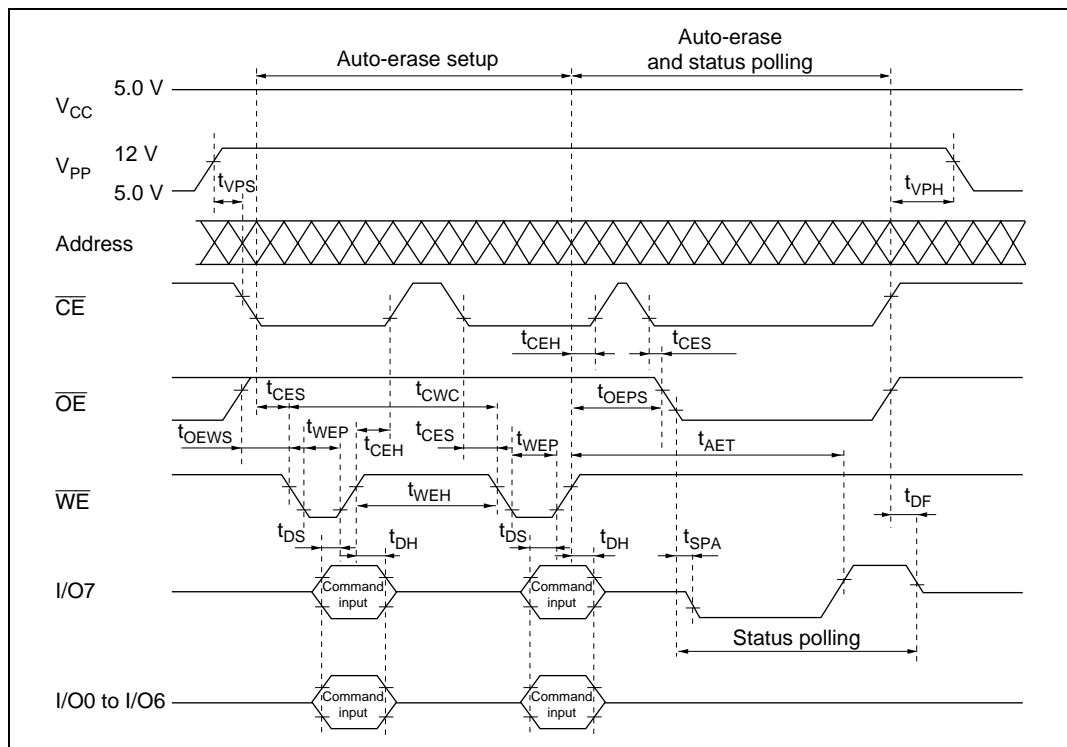 Auto-erase setup
Auto-erase
and status polling
5.0 V
VCC
12 V
VPP
5.0 V
tVPS
tVPH
Address
CE
tCEH
tCES
OE
tCES
tCWC
tOEPS
tOEWS
tWEP
tCEH
tCES
tWEP
tAET
WE
tWEH
tDF
tDS
tDH
tDS
tDH
tSPA
I/O7
Command
input
Command
input
Status polling
I/O0 to I/O6
Command
input
Command
input